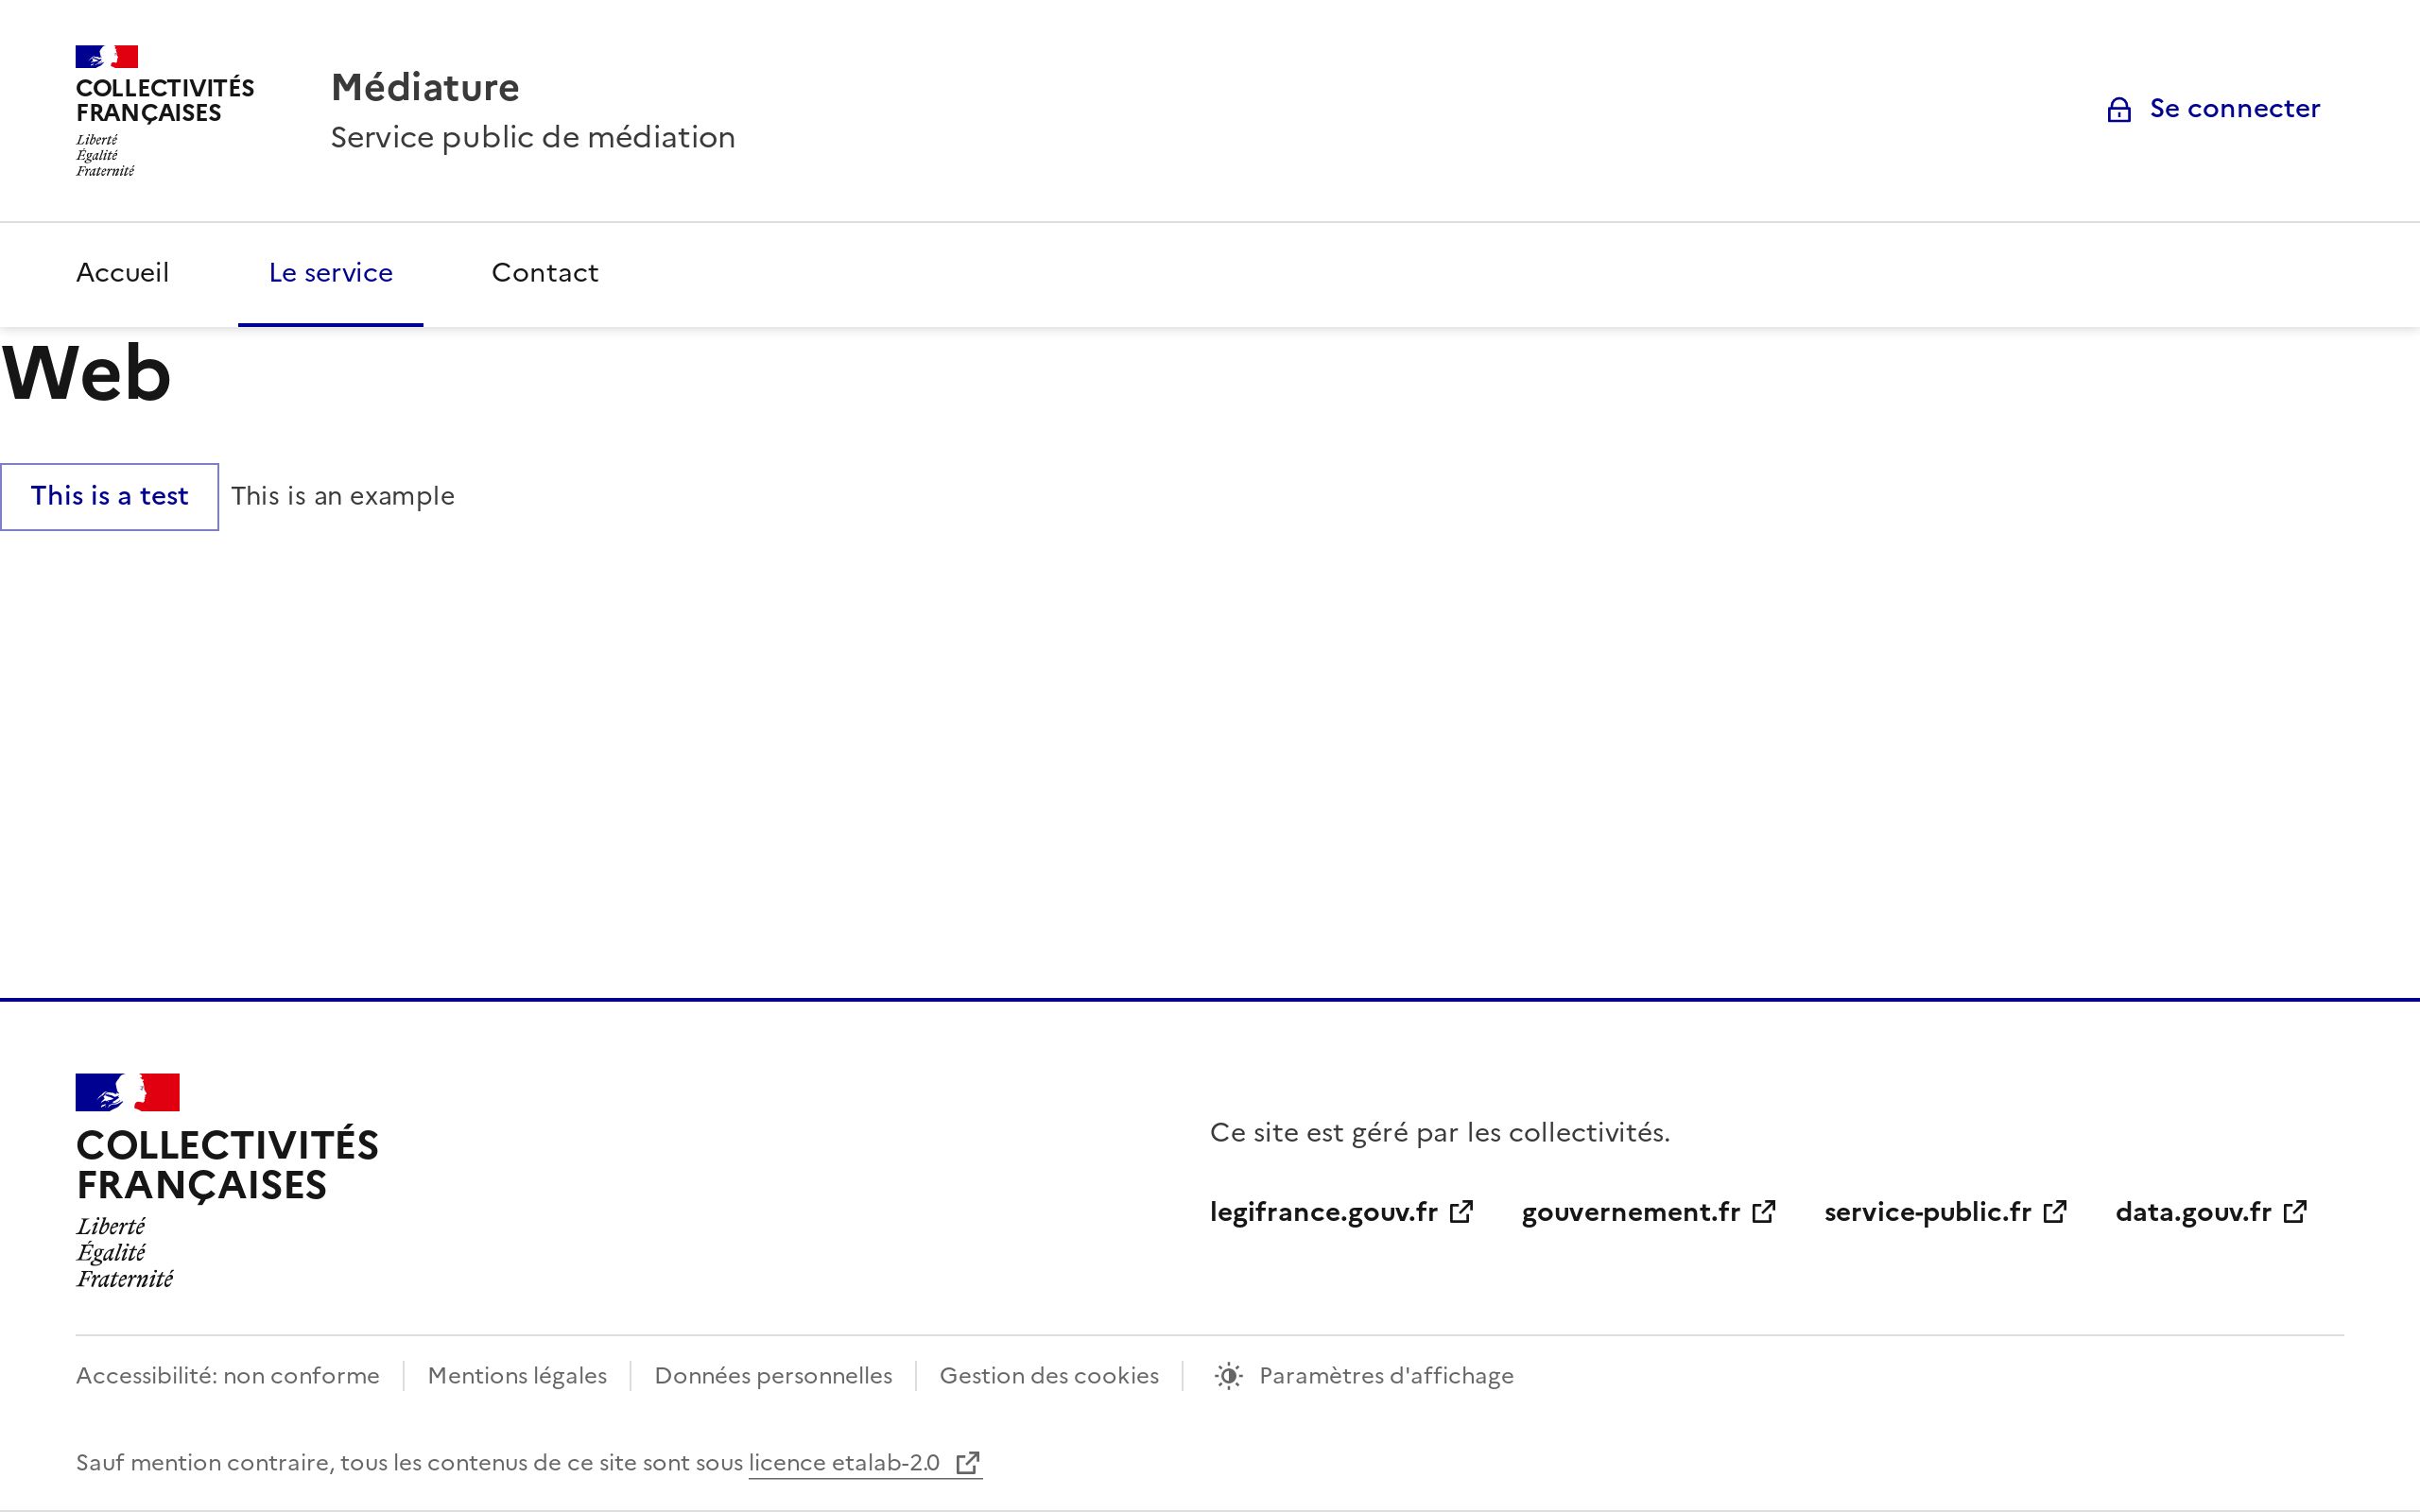 COLLECTIVITÉS
FRANÇAISES
Liberté
Égalité
Fraternité
Médiature
Service public de médiation
Se connecter
Accueil
Le service
Contact
Web
This is a test
This is an example
COLLECTIVITÉS
FRANÇAISES
Liberté
Égalité
Fraternité
Ce site est géré par les collectivités.
legifrance.gouv.fr
gouvernement.fr
service-public.fr
data.gouv.fr
Accessibilité: non conforme
Mentions légales
Données personnelles
Gestion des cookies
Paramètres d'affichage
Sauf mention contraire, tous les contenus de ce site sont sous licence etalab-2.0